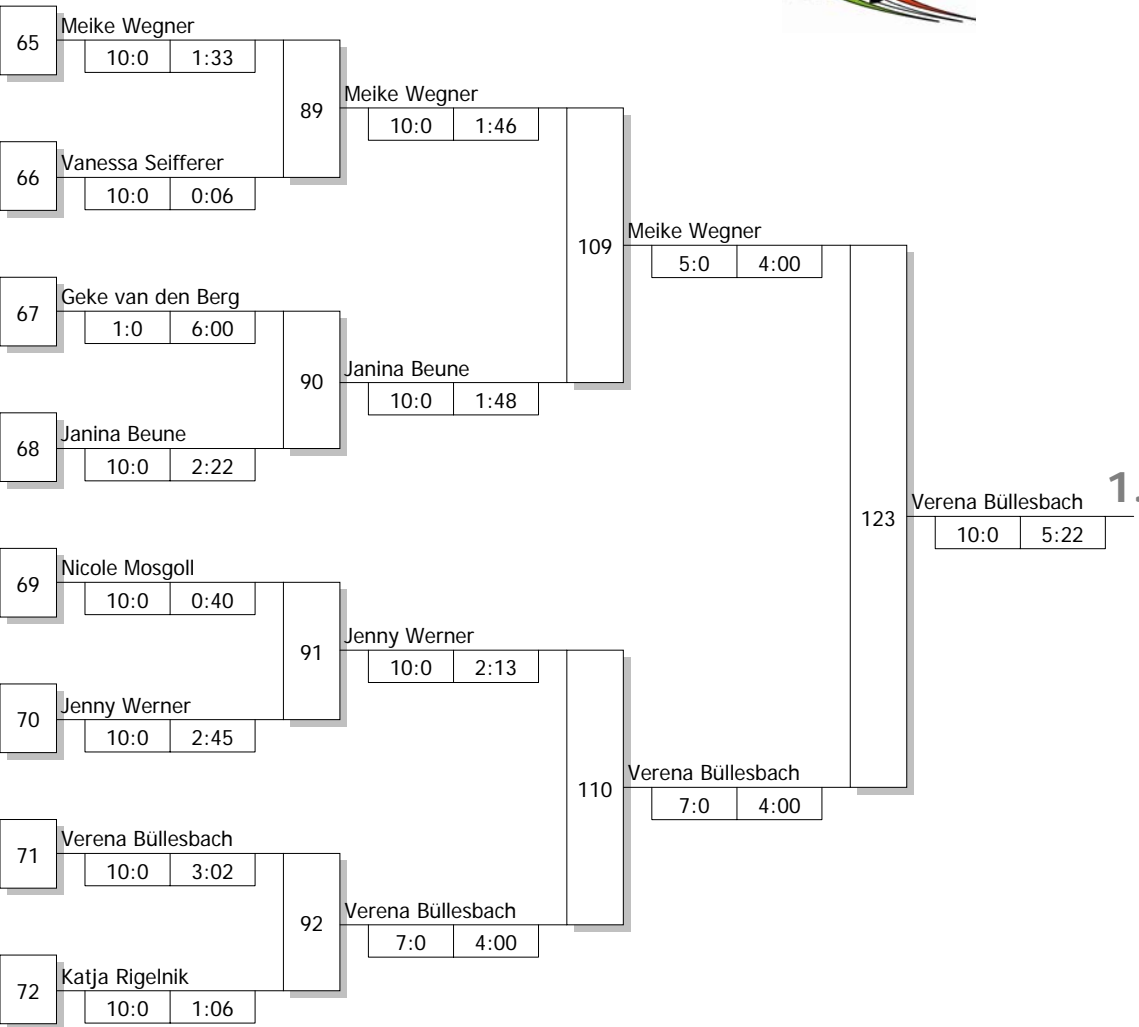 65 Meike Wegner
10:0 1:33
89 Meike Wegner
10:0 1:46
66 Vanessa Seifferer
10:0 0:06
109 Meike Wegner
5:0 4:00
67 Geke van den Berg
1:0 6:00
90 Janina Beune
10:0 1:48
68 Janina Beune
10:0 2:22
123 Verena Büllesbach 1.
10:0 5:22
69 Nicole Mosgoll
10:0 0:40
91 Jenny Werner
10:0 2:13
70 Jenny Werner
10:0 2:45
110 Verena Büllesbach
7:0 4:00
71 Verena Büllesbach
10:0 3:02
92 Verena Büllesbach
7:0 4:00
72 Katja Rigelnik
10:0 1:06